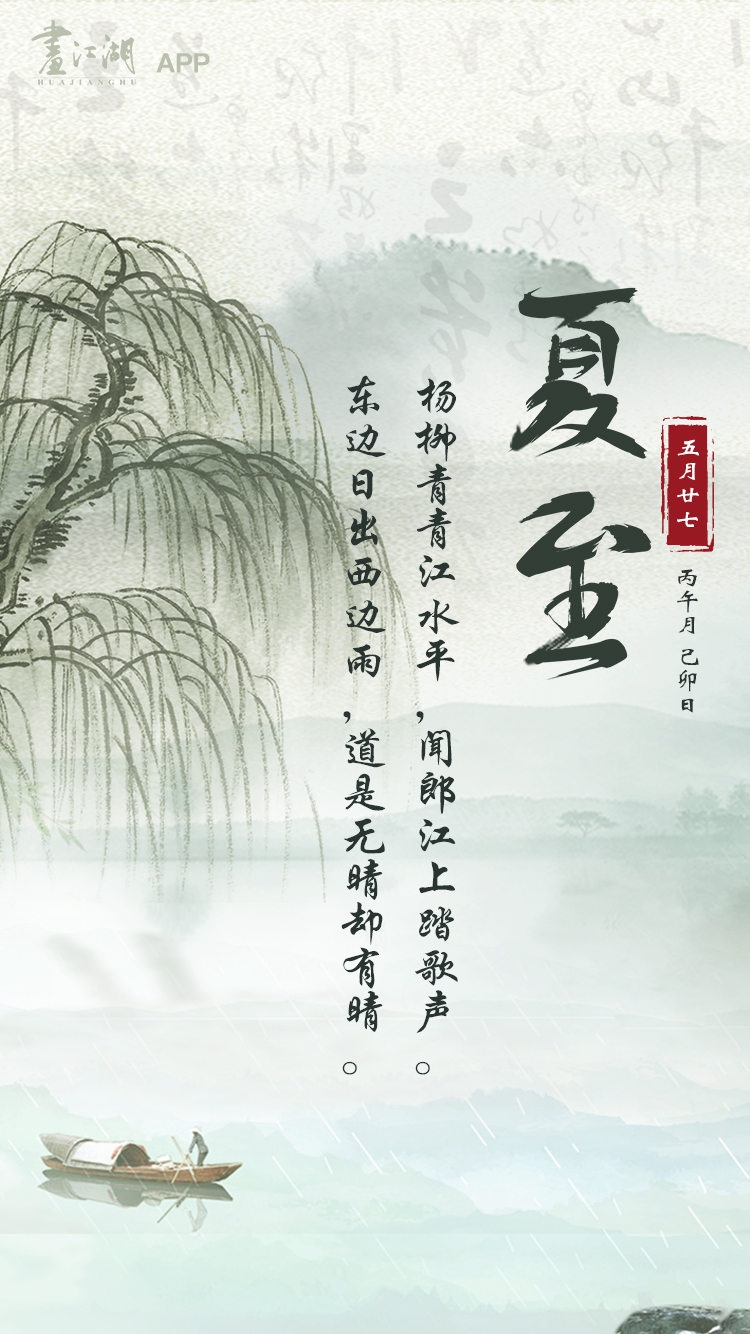 畫江湖 APP
HUAJIANGHU
夏至
五月廿七
丙午月 己卯日
杨柳青青江水平，闻郎江上踏歌声。
东边日出西边雨，道是无晴却有晴。